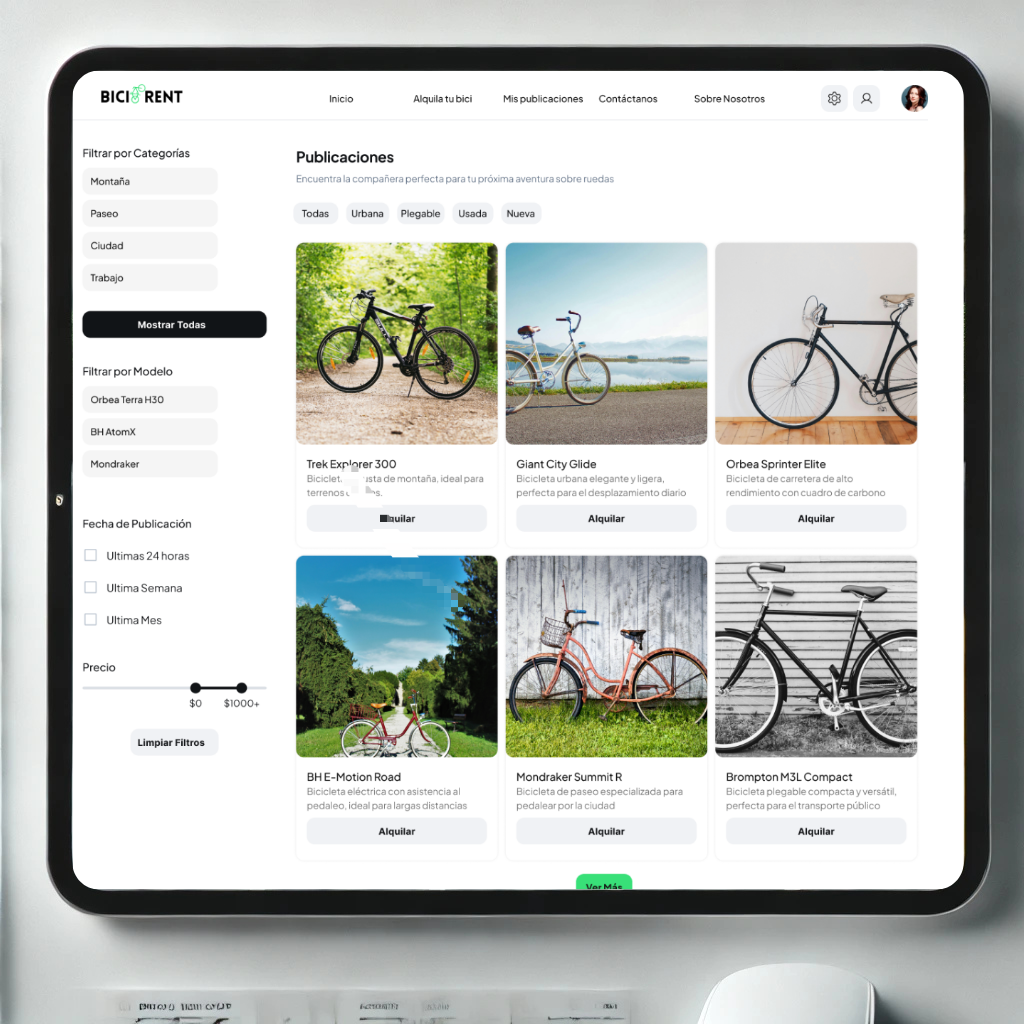 BICI RENT
Inicio
Alquila tu bici
Mis publicaciones
Contáctanos
Sobre Nosotros
Filtrar por Categorías
Montaña
Paseo
Ciudad
Trabajo
Mostrar Todas
Filtrar por Modelo
Orbea Terra H30
BH AtomX
Mondraker
Fecha de Publicación
Ultimas 24 horas
Ultima Semana
Ultima Mes
Precio
$0
$1000+
Limpiar Filtros
Publicaciones
Encuentra la compañera perfecta para tu próxima aventura sobre ruedas
Todas
Urbana
Plegable
Usada
Nueva
Trek Explorer 300
de montaña, ideal para
terrenos
Giant City Glide
Bicicleta urbana elegante y ligera,
perfecta para el desplazamiento diario
Alquilar
Orbea Sprinter Elite
Bicicleta de carretera de alto
rendimiento con cuadro de carbono
Alquilar
BH E-Motion Road
Bicicleta eléctrica con asistencia al
pedaleo, ideal para largas distancias
Alquilar
Mondraker Summit R
Bicicleta de paseo especializada para
pedalear por la ciudad
Alquilar
Brompton M3L Compact
Bicicleta plegable compacta y versátil,
perfecta para el transporte público
Alquilar
Ver Más